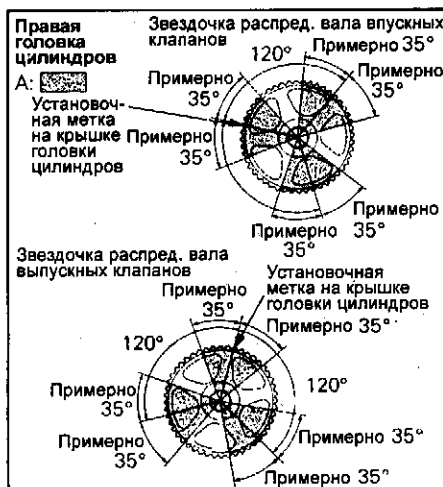 Правая
головка
цилиндров
А:
Установоч-
ная метка
на крышке
головки
цилиндров
Звездочка распред. вала впускных
клапанов
120°
Примерно 35°
Примерно
35°
Примерно
35°
Примерно
35°
Примерно
35°
Примерно
35°
Звездочка распред. вала
выпускных клапанов
Установочная
метка на крышке
головки цилиндров
Примерно
35°
Примерно 35°
120°
120°
Примерно
35°
Примерно
35°
Примерно 35°
Примерно 35°